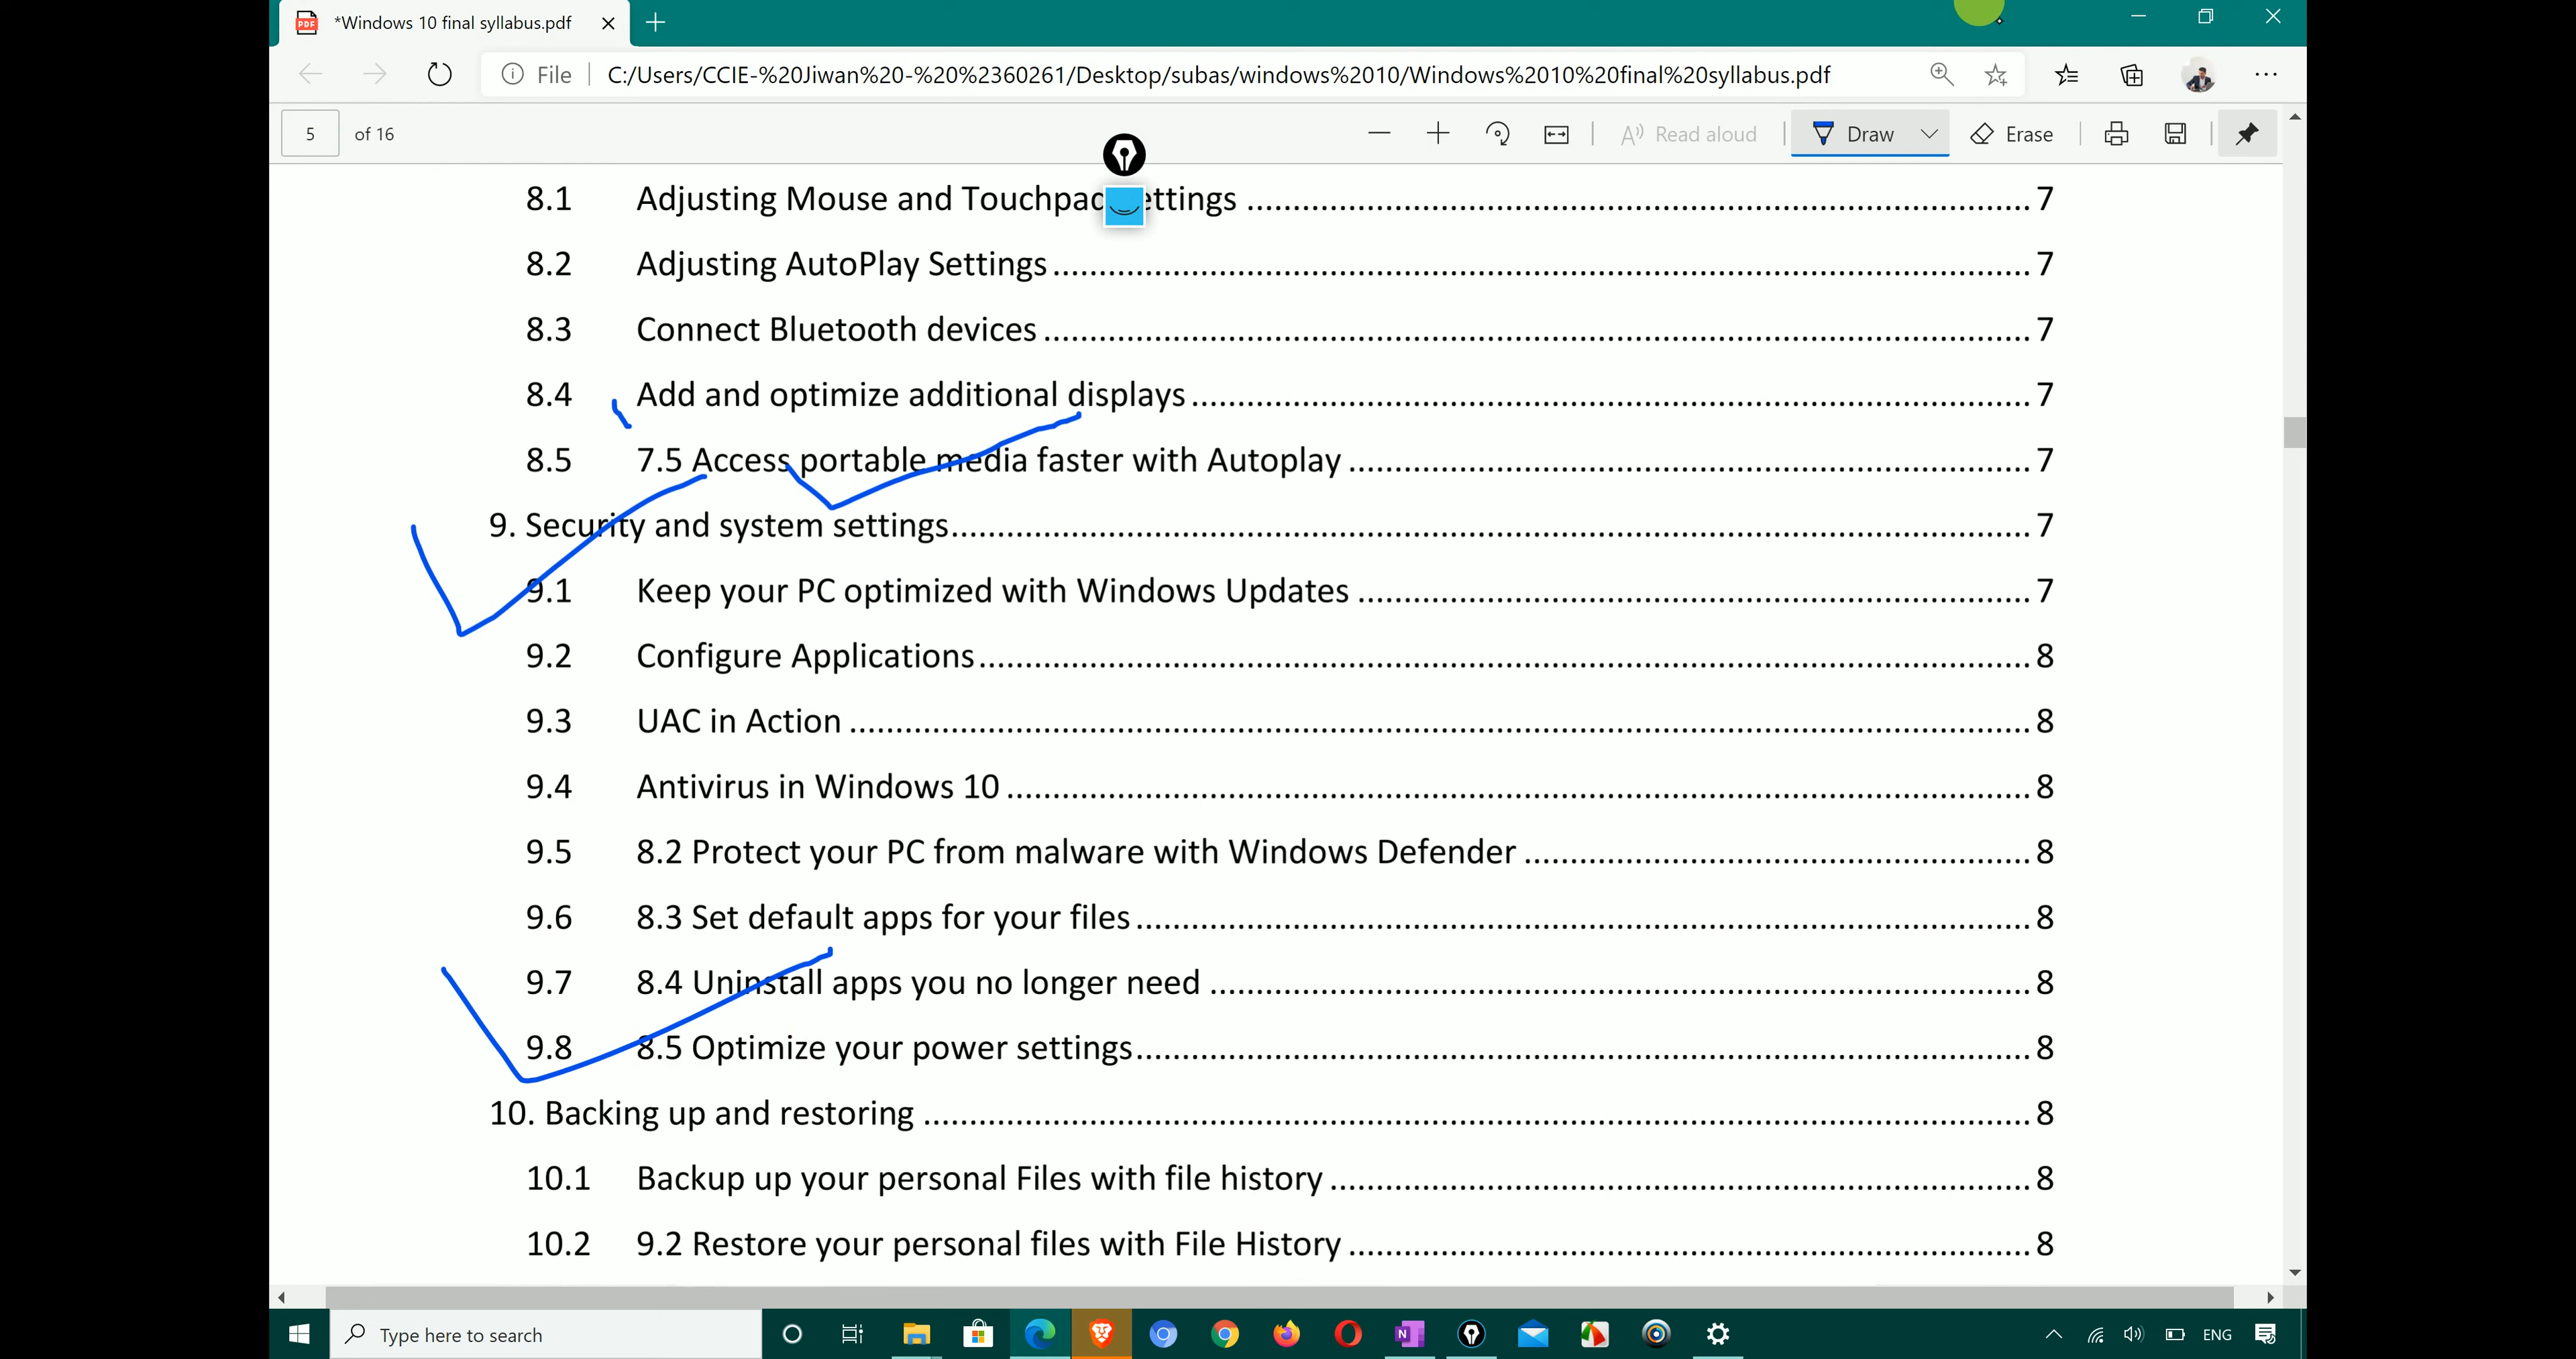 *Windows 10 final syllabus.pdf
File C:/Users/CCIE-%20Jiwan%20-%20%2360261/Desktop/subas/windows%2010/Windows%2010%20final%20syllabus.pdf
5 of 16 Read aloud Draw Erase
8.1 Adjusting Mouse and Touchpad ettings ........ 7
8.2 Adjusting AutoPlay Settings ........ 7
8.3 Connect Bluetooth devices ........ 7
8.4 Add and optimize additional displays ........ 7
8.5 7.5 Access portable media faster with Autoplay ........ 7
9. Security and system settings ........ 7
9.1 Keep your PC optimized with Windows Updates ........ 7
9.2 Configure Applications ........ 8
9.3 UAC in Action ........ 8
9.4 Antivirus in Windows 10 ........ 8
9.5 8.2 Protect your PC from malware with Windows Defender ........ 8
9.6 8.3 Set default apps for your files ........ 8
9.7 8.4 Uninstall apps you no longer need ........ 8
9.8 8.5 Optimize your power settings ........ 8
10. Backing up and restoring ........ 8
10.1 Backup up your personal Files with file history ........ 8
10.2 9.2 Restore your personal files with File History ........ 8
Type here to search ENG